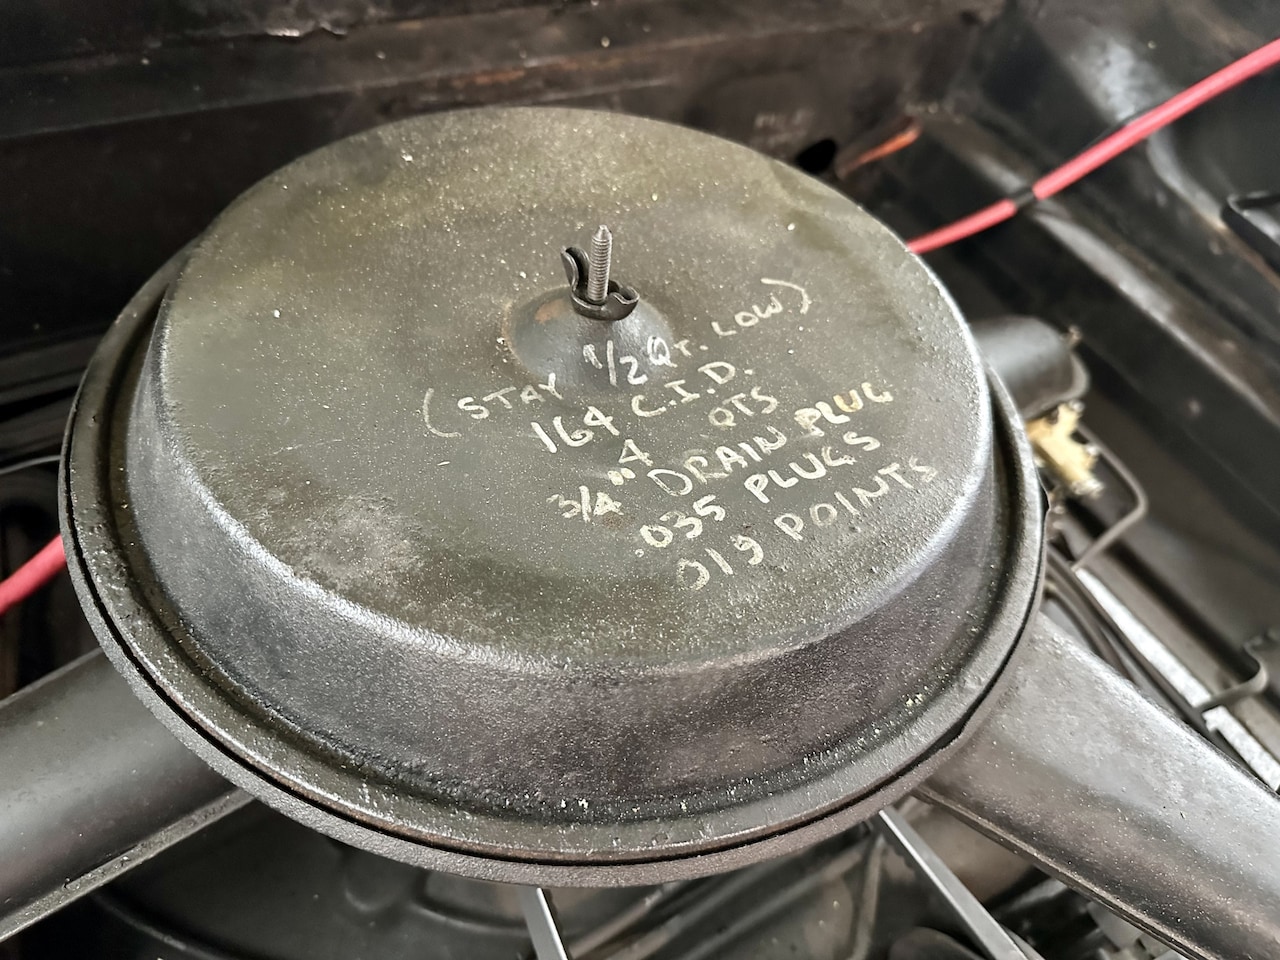 (STAY 1/2 QT. LOW)
164 C.I.D.
4 QTS
3/4" DRAIN PLUG
.035 PLUGS
019 POINTS